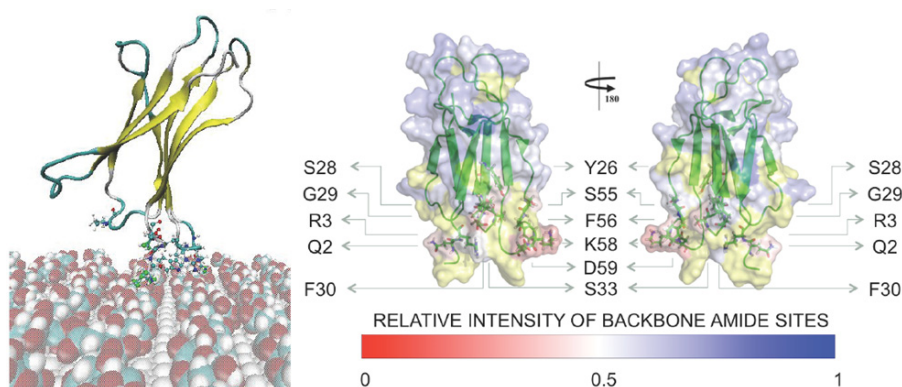 180
S28
G29
R3
Q2
F30
Y26
S55
F56
K58
D59
S33
S28
G29
R3
Q2
F30
RELATIVE INTENSITY OF BACKBONE AMIDE SITES
0 0.5 1